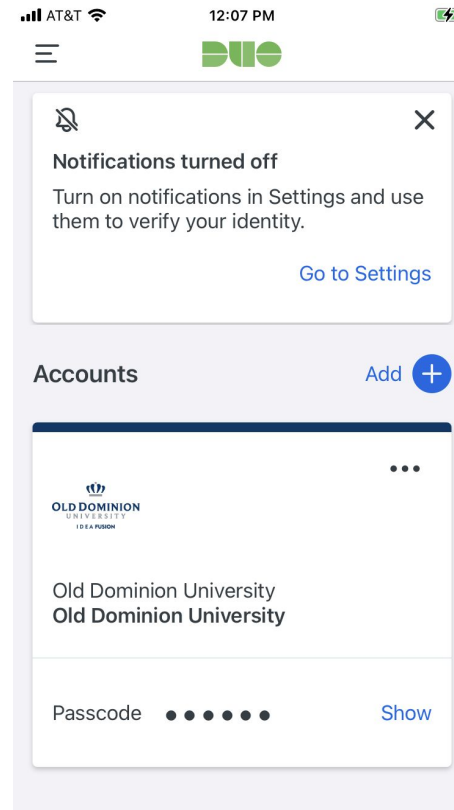 AT&T 12:07 PM
DUO
Notifications turned off
Turn on notifications in Settings and use
them to verify your identity.
Go to Settings
Accounts Add
OLD DOMINION
UNIVERSITY
IDEA FUSION
Old Dominion University
Old Dominion University
Passcode ●●●●●● Show